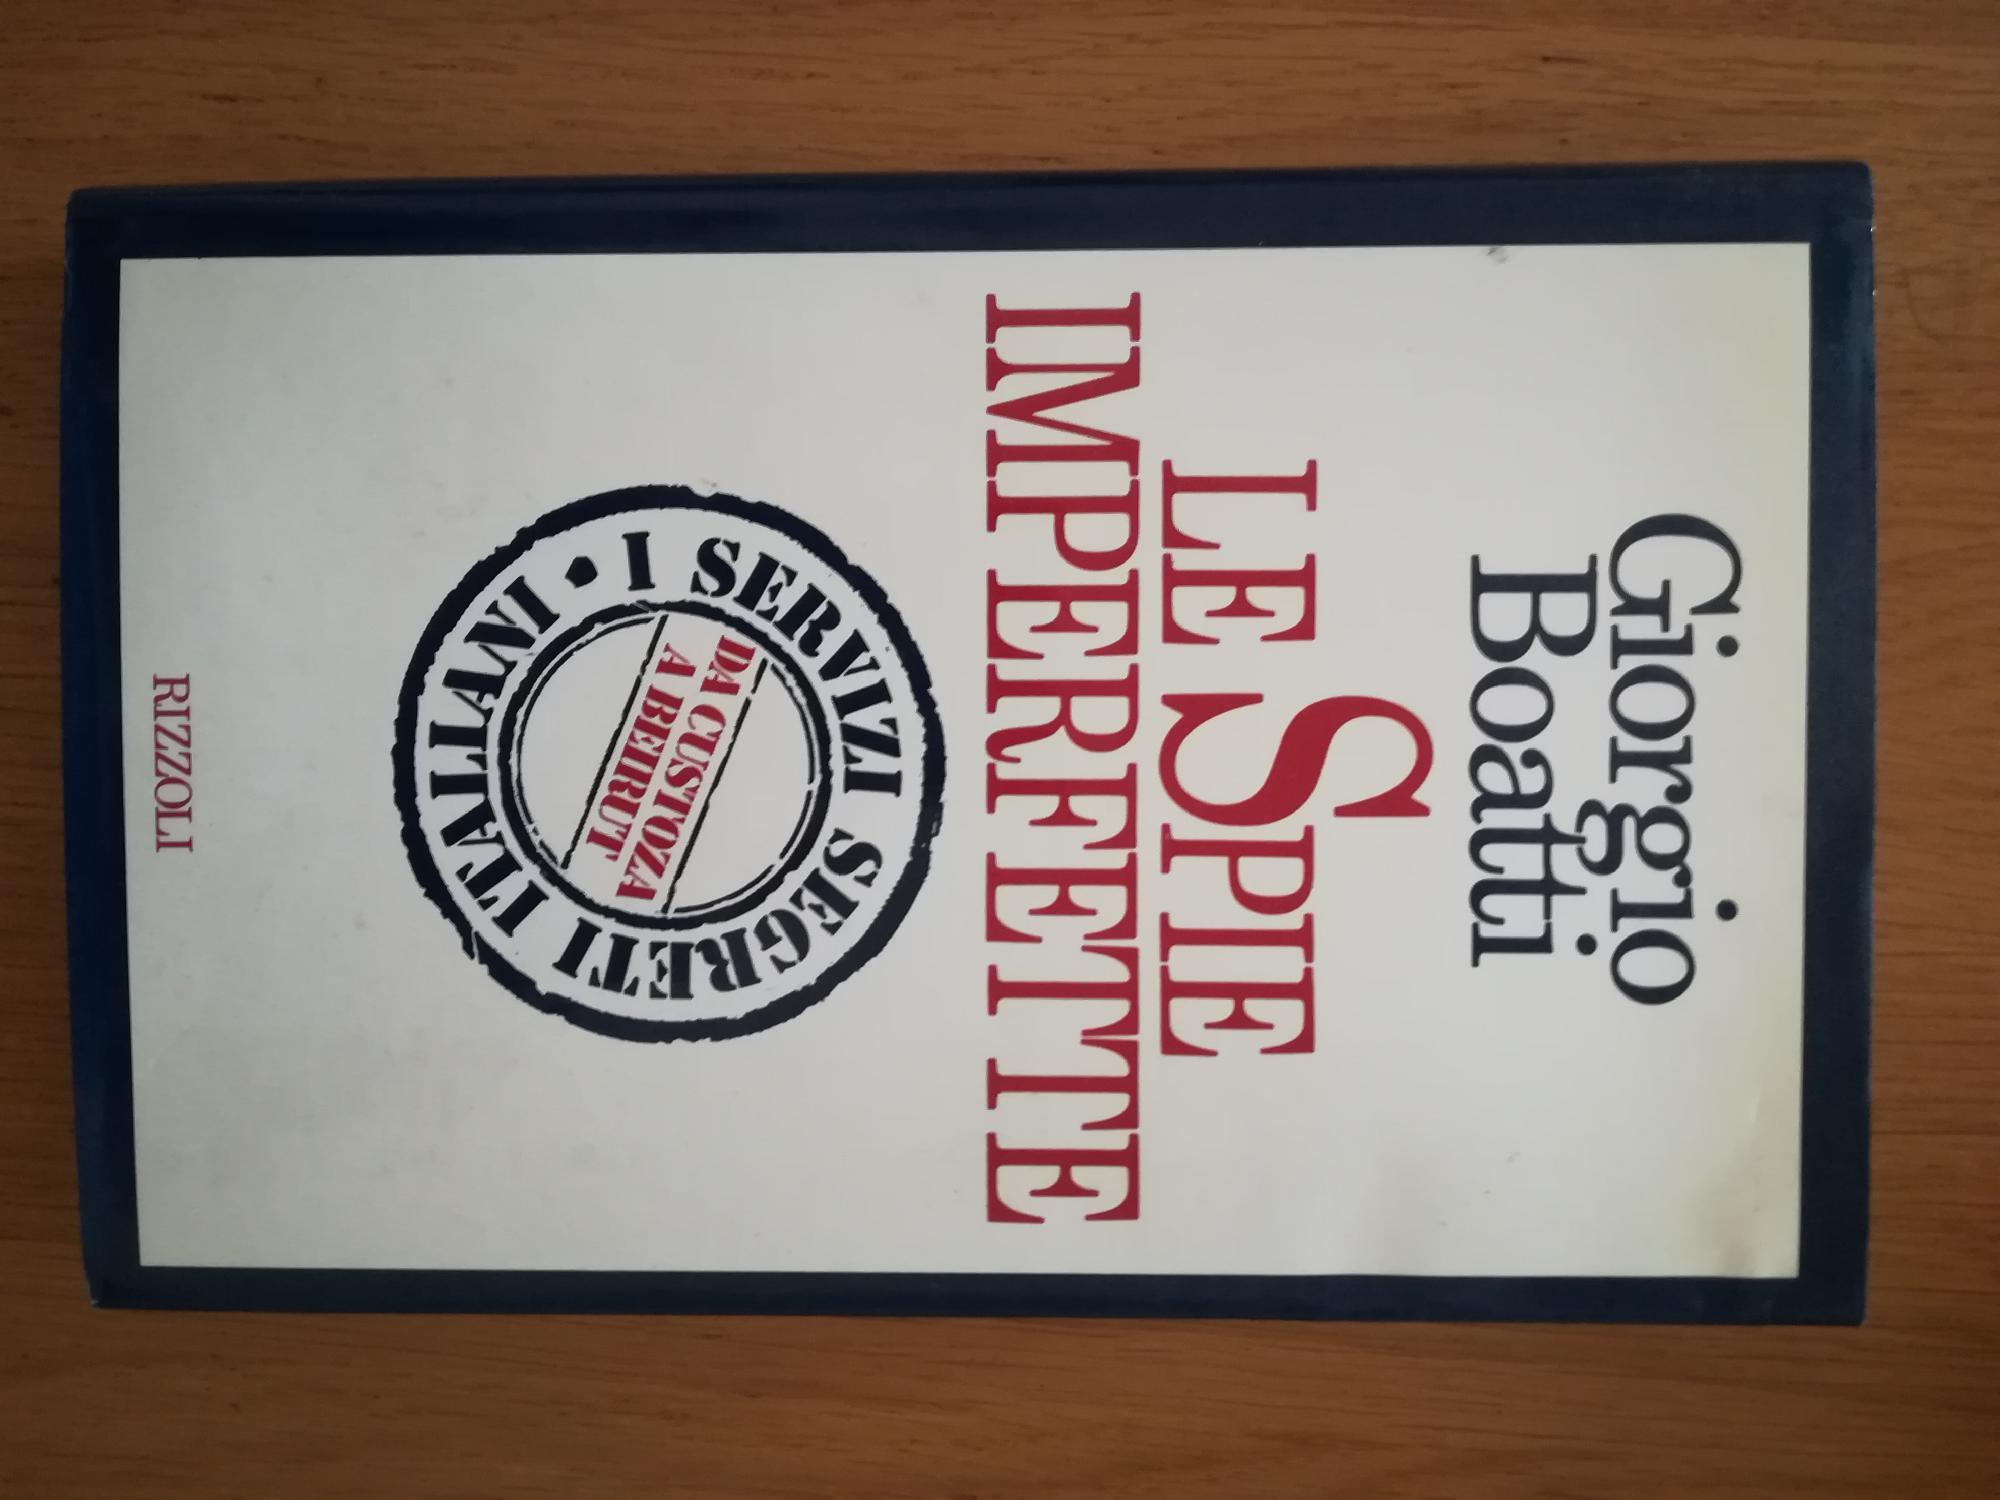 Giorgio
Boatti
LE SPIE
IMPERFETTE
I SERVIZI SEGRETI ITALIANI •
DA CUSTOZA
A BEIRUT
RIZZOLI